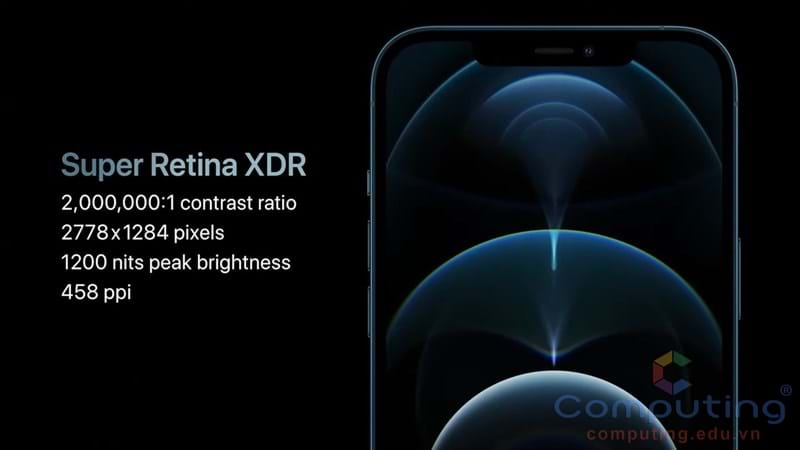 Super Retina XDR
2,000,000:1 contrast ratio
2778x1284 pixels
1200 nits peak brightness
458 ppi
Computing®
computing.edu.vn